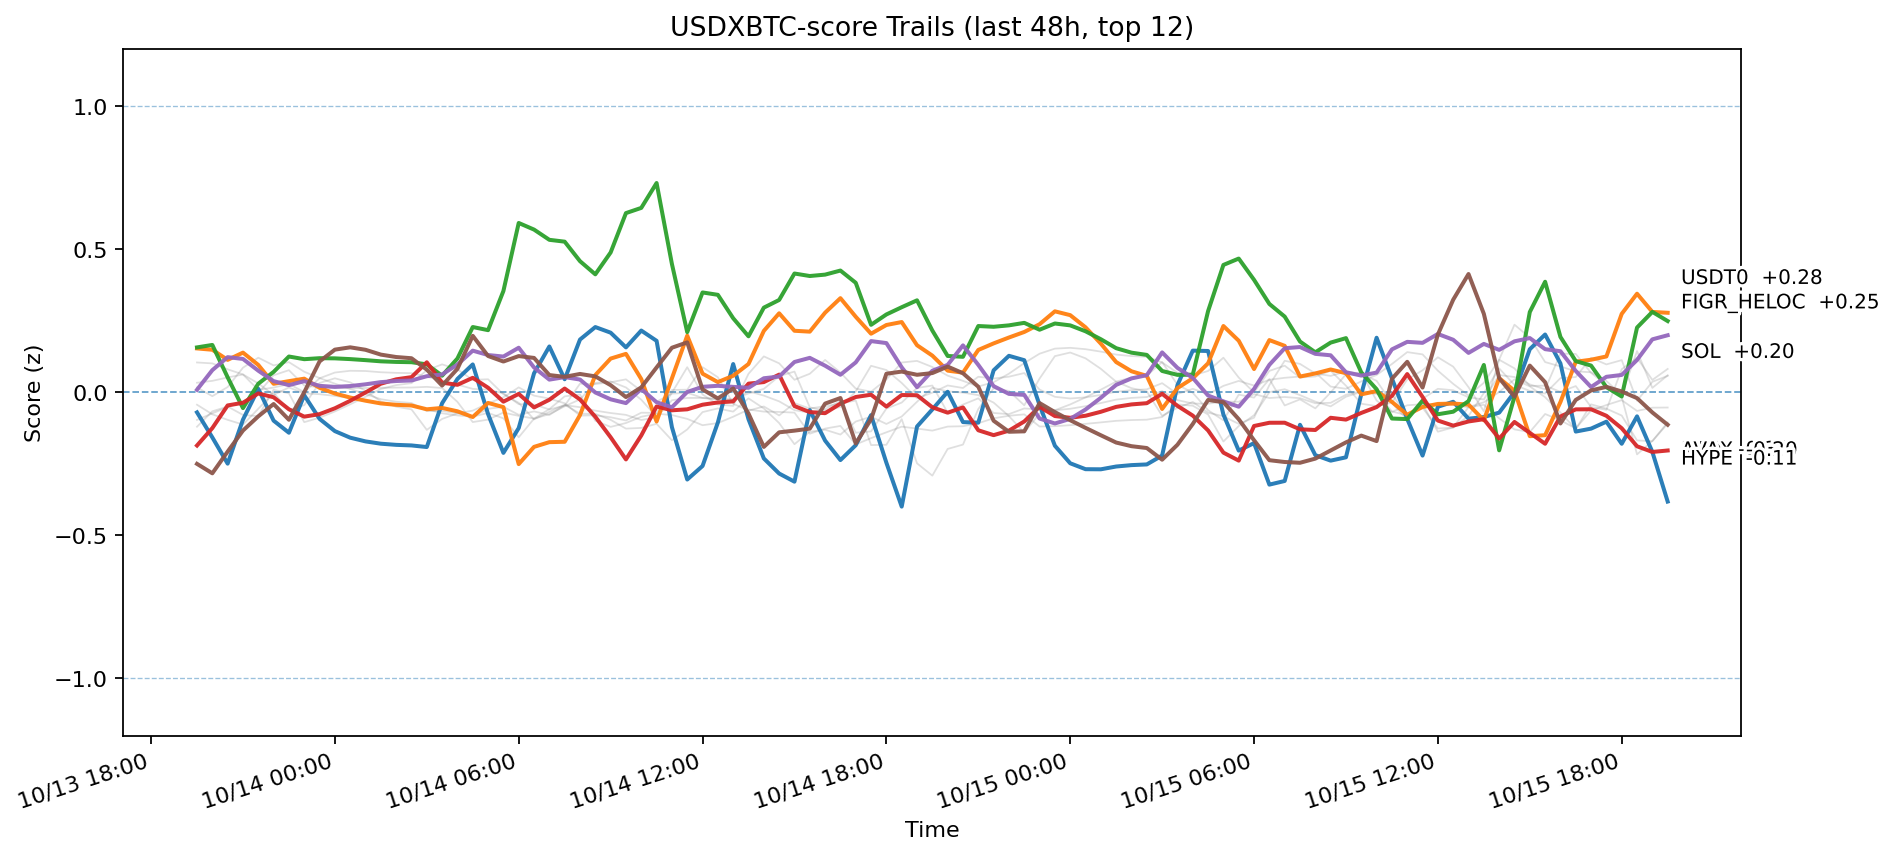 USDXBTC-score Trails (last 48h, top 12)
Score (z)
1.0
0.5
0.0
−0.5
−1.0
USDT0 +0.28
FIGR_HELOC +0.25
SOL +0.20
HYPE -0.11
10/13 18:00
10/14 00:00
10/14 06:00
10/14 12:00
10/14 18:00
10/15 00:00
10/15 06:00
10/15 12:00
10/15 18:00
Time